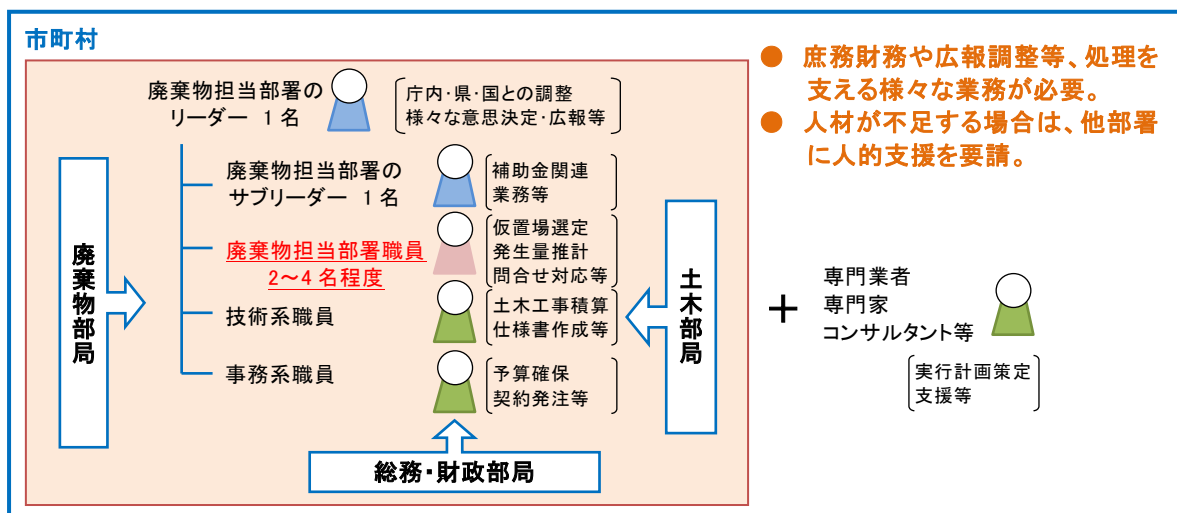 市町村
廃棄物担当部署の
リーダー 1名
庁内・県・国との調整
様々な意思決定・広報等
廃棄物担当部署の
サブリーダー 1名
補助金関連
業務等
廃棄物担当部署職員
2～4名程度
仮置場選定
発生量推計
問合せ対応等
技術系職員
土木工事積算
仕様書作成等
事務系職員
予算確保
契約発注等
廃棄物部局
土木部局
総務・財政部局
● 庶務財務や広報調整等、処理を
支える様々な業務が必要。
● 人材が不足する場合は、他部署
に人的支援を要請。
＋
専門業者
専門家
コンサルタント等
実行計画策定
支援等